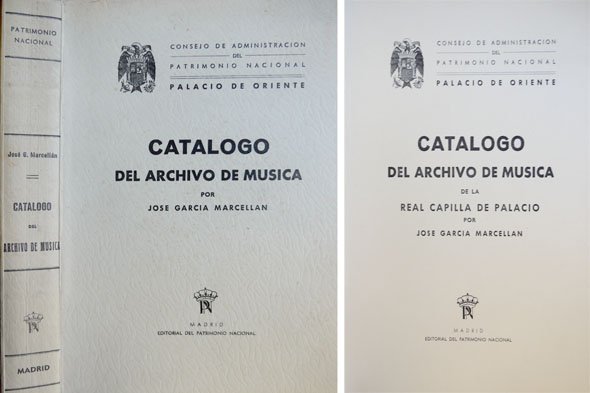 PATRIMONIO
NACIONAL
José G. Marcellán
CATALOGO
DEL
ARCHIVO DE MUSICA
MADRID
CONSEJO DE ADMINISTRACION
DEL
PATRIMONIO NACIONAL
PALACIO DE ORIENTE
CATALOGO
DEL ARCHIVO DE MUSICA
POR
JOSE GARCIA MARCELLAN
MADRID
EDITORIAL DEL PATRIMONIO NACIONAL
CONSEJO DE ADMINISTRACION
DEL
PATRIMONIO NACIONAL
PALACIO DE ORIENTE
CATALOGO
DEL ARCHIVO DE MUSICA
DE LA
REAL CAPILLA DE PALACIO
POR
JOSE GARCIA MARCELLAN
MADRID
EDITORIAL DEL PATRIMONIO NACIONAL